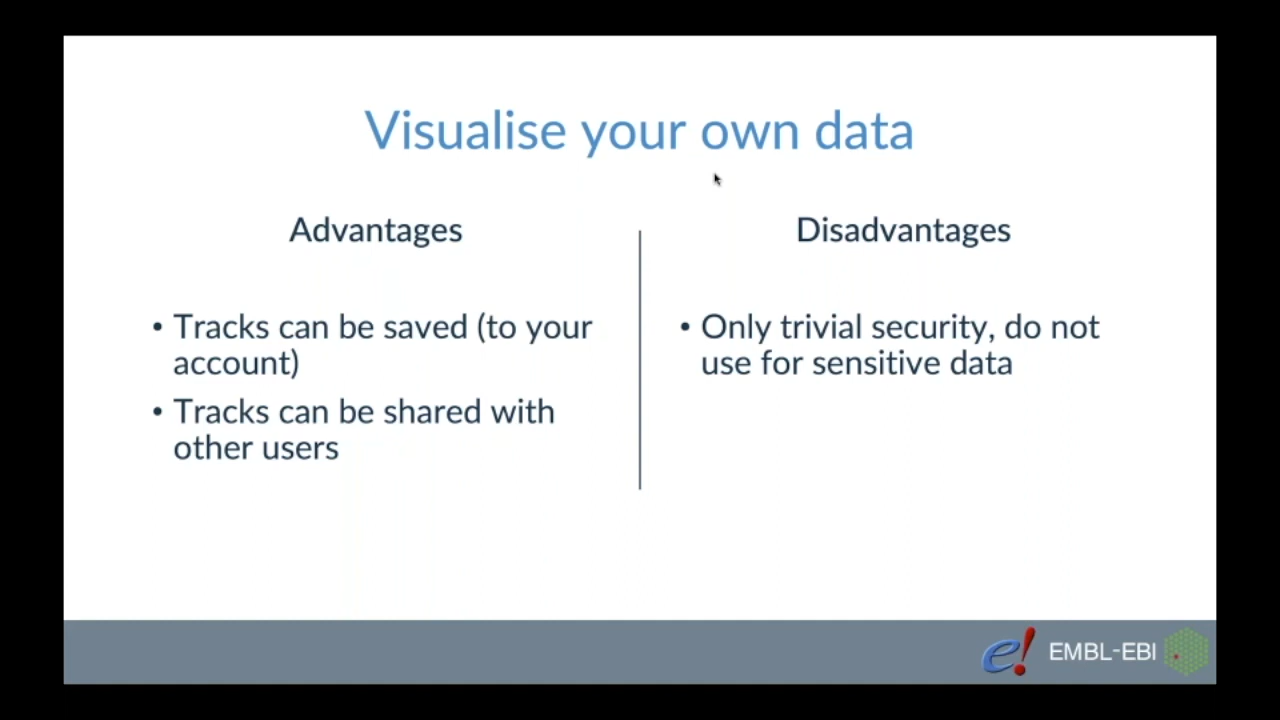 Visualise your own data
Advantages
• Tracks can be saved (to your
account)
• Tracks can be shared with
other users
Disadvantages
• Only trivial security, do not
use for sensitive data
e! EMBL-EBI